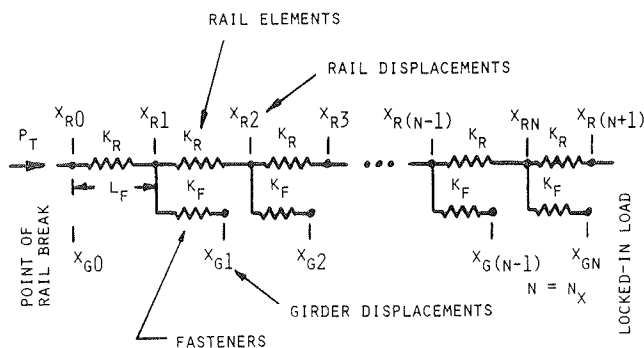 RAIL ELEMENTS
RAIL DISPLACEMENTS
X_R0 X_R1 X_R2 X_R3 X_R(N-1) X_RN X_R(N+1)
P_T K_R K_R K_R K_R K_R
L_F K_F K_F K_F K_F
X_G0 X_G1 X_G2 X_G(N-1) X_GN
N = N_X
POINT OF
RAIL BREAK
GIRDER DISPLACEMENTS
FASTENERS
LOCKED-IN LOAD